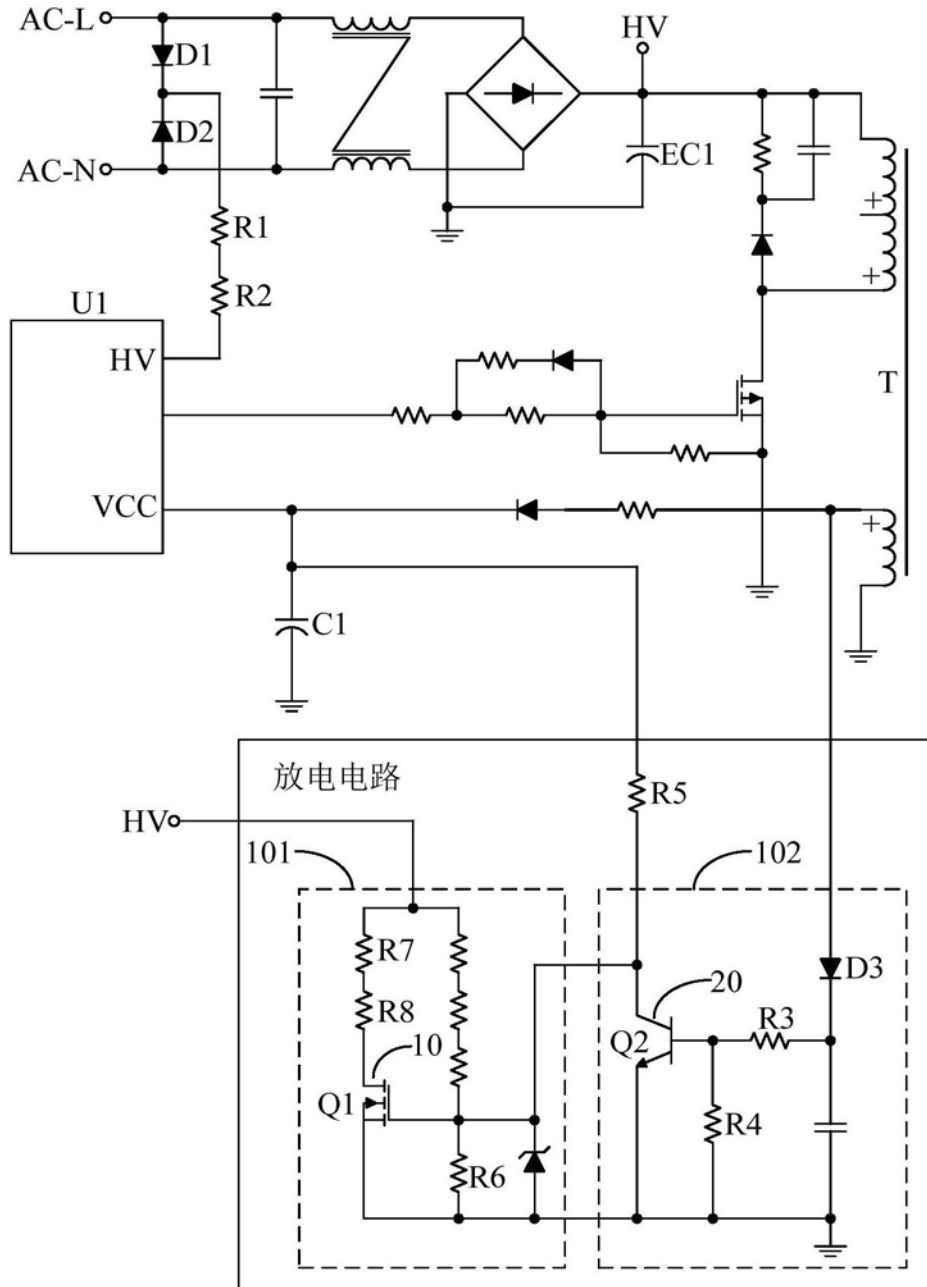 AC-L
D1
D2
AC-N
R1
R2
HV
EC1
+
+
T
U1
HV
VCC
+
C1
放电电路
HV
R5
101
102
R7
R8
10
Q1
R6
20
Q2
R3
R4
D3